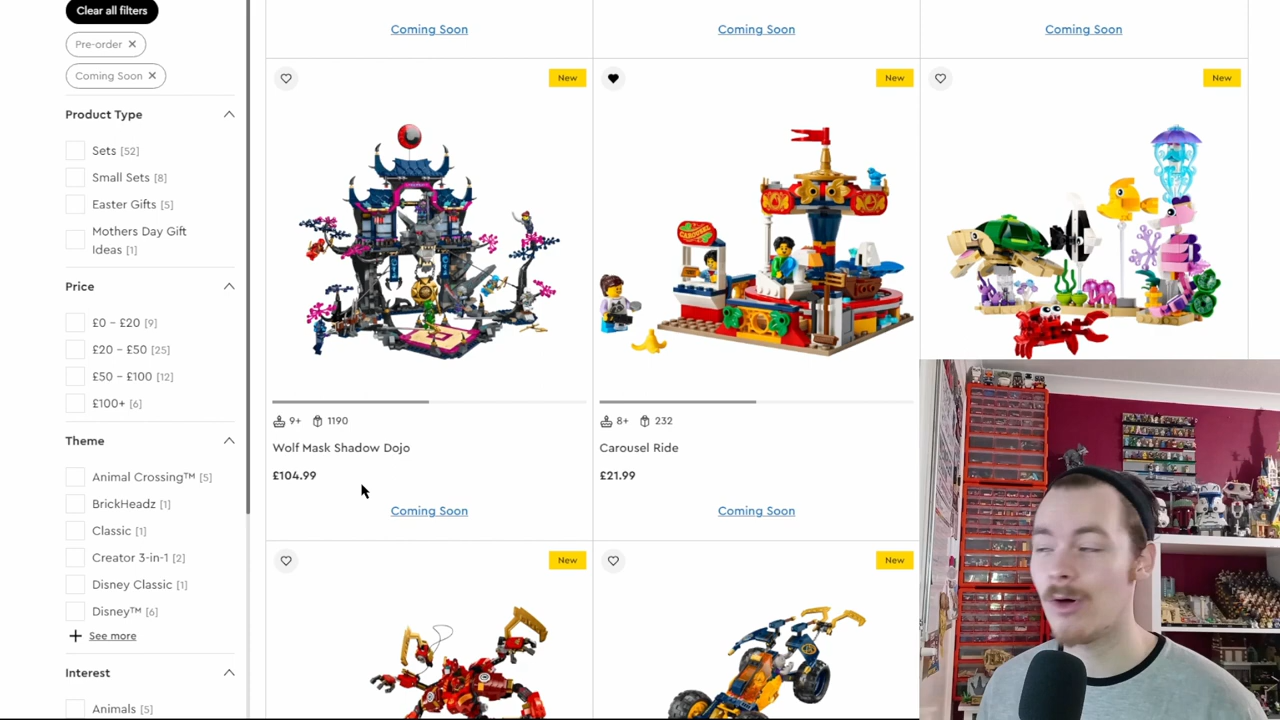 Clear all filters
Pre-order
Coming Soon
Product Type
Sets [52]
Small Sets [8]
Easter Gifts [5]
Mothers Day Gift
Ideas [1]
Price
£0 – £20 [9]
£20 – £50 [25]
£50 – £100 [12]
£100+ [6]
Theme
Animal Crossing™ [5]
BrickHeadz [1]
Classic [1]
Creator 3-in-1 [2]
Disney Classic [1]
Disney™ [6]
See more
Interest
Animals [5]
Coming Soon
Coming Soon
Coming Soon
New
New
New
CAROUSEL
9+ 1190
Wolf Mask Shadow Dojo
£104.99
Coming Soon
8+ 232
Carousel Ride
£21.99
Coming Soon
New
New